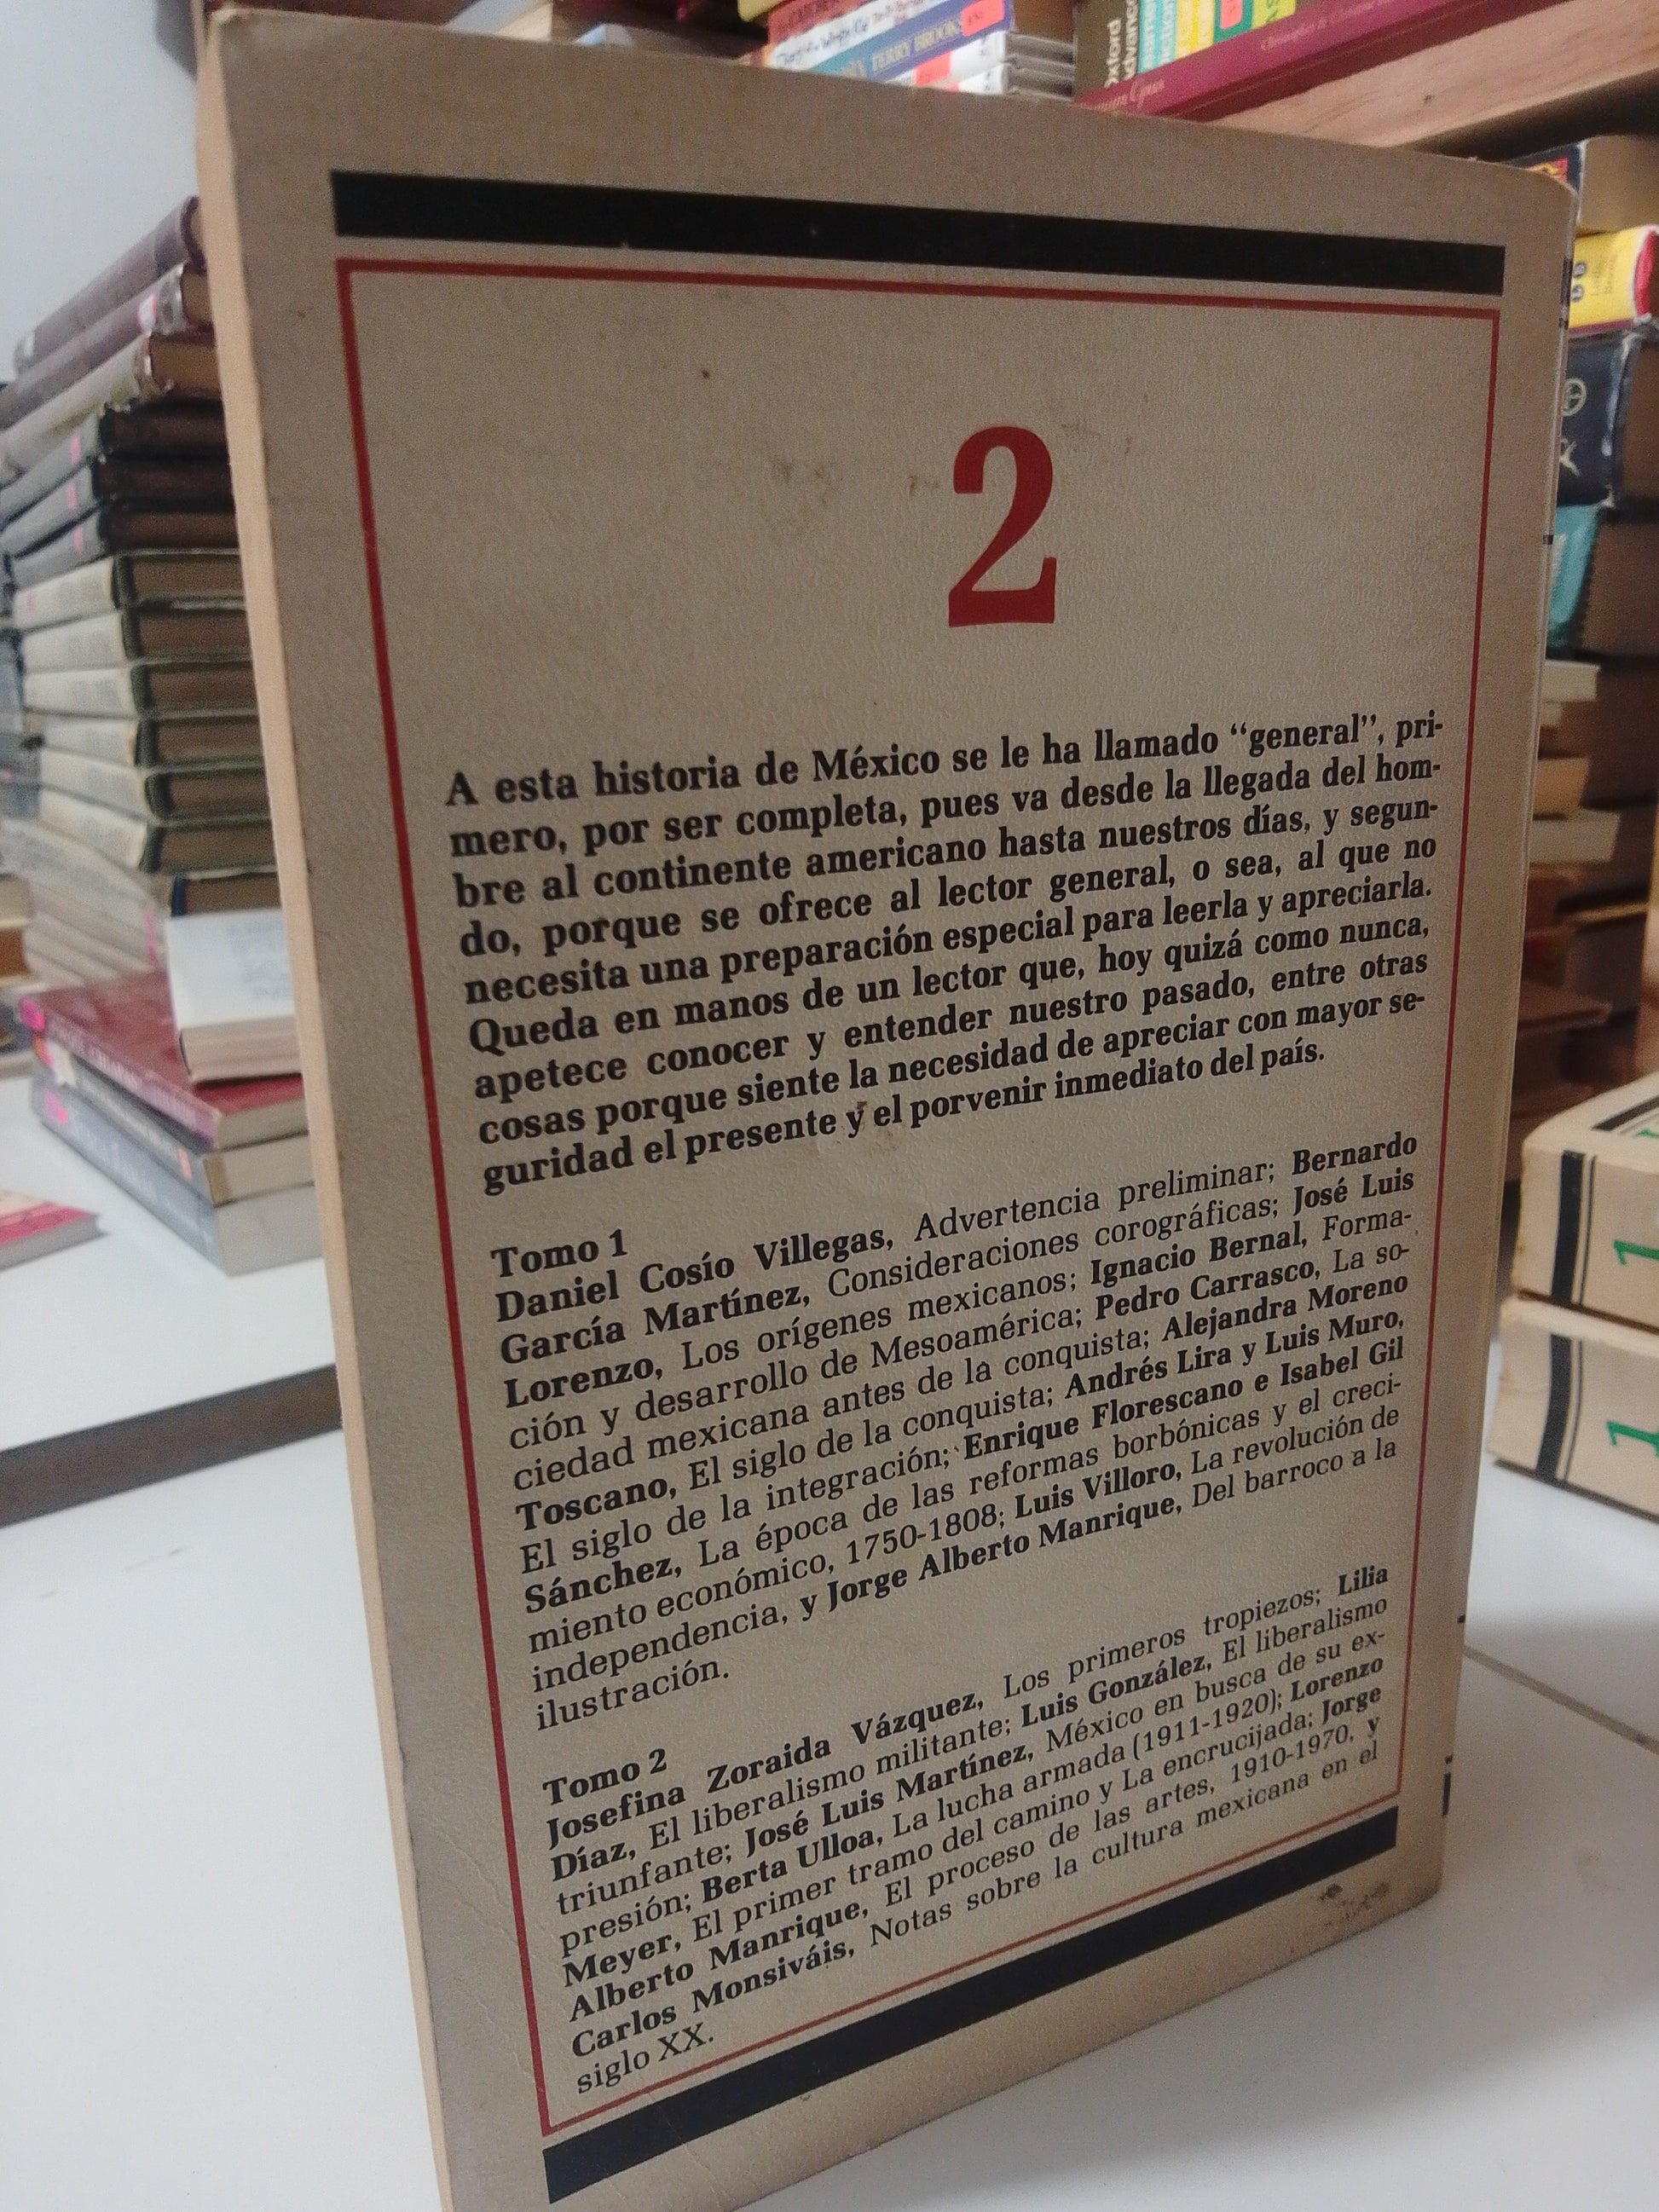 TERRY BROOKS
Oxford
2
A esta historia de México se le ha llamado “general”, pri-
mero, por ser completa, pues va desde la llegada del hom-
bre al continente americano hasta nuestros días, y segun-
do, porque se ofrece al lector general, o sea, al que no
necesita una preparación especial para leerla y apreciarla.
Queda en manos de un lector que, hoy quizá como nunca,
apetece conocer y entender nuestro pasado, entre otras
cosas porque siente la necesidad de apreciar con mayor se-
guridad el presente y el porvenir inmediato del país.
Tomo 1
Daniel Cosío Villegas, Advertencia preliminar; Bernardo
García Martínez, Consideraciones corográficas; José Luis
Lorenzo, Los orígenes mexicanos; Ignacio Bernal, Forma-
ción y desarrollo de Mesoamérica; Pedro Carrasco, La so-
ciedad mexicana antes de la conquista; Alejandra Moreno
Toscano, El siglo de la conquista; Andrés Lira y Luis Muro,
El siglo de la integración; Enrique Florescano e Isabel Gil
Sánchez, La época de las reformas borbónicas y el creci-
miento económico, 1750-1808; Luis Villoro, La revolución de
independencia, y Jorge Alberto Manrique, Del barroco a la
ilustración.
Tomo 2
Josefina Zoraida Vázquez, Los primeros tropiezos; Lilia
Díaz, El liberalismo militante; Luis González, El liberalismo
triunfante; José Luis Martínez, México en busca de su ex-
presión; Berta Ulloa, La lucha armada (1911-1920); Lorenzo
Meyer, El primer tramo del camino y La encrucijada; Jorge
Alberto Manrique, El proceso de las artes, 1910-1970, y
Carlos Monsiváis, Notas sobre la cultura mexicana en el
siglo XX.
1
1